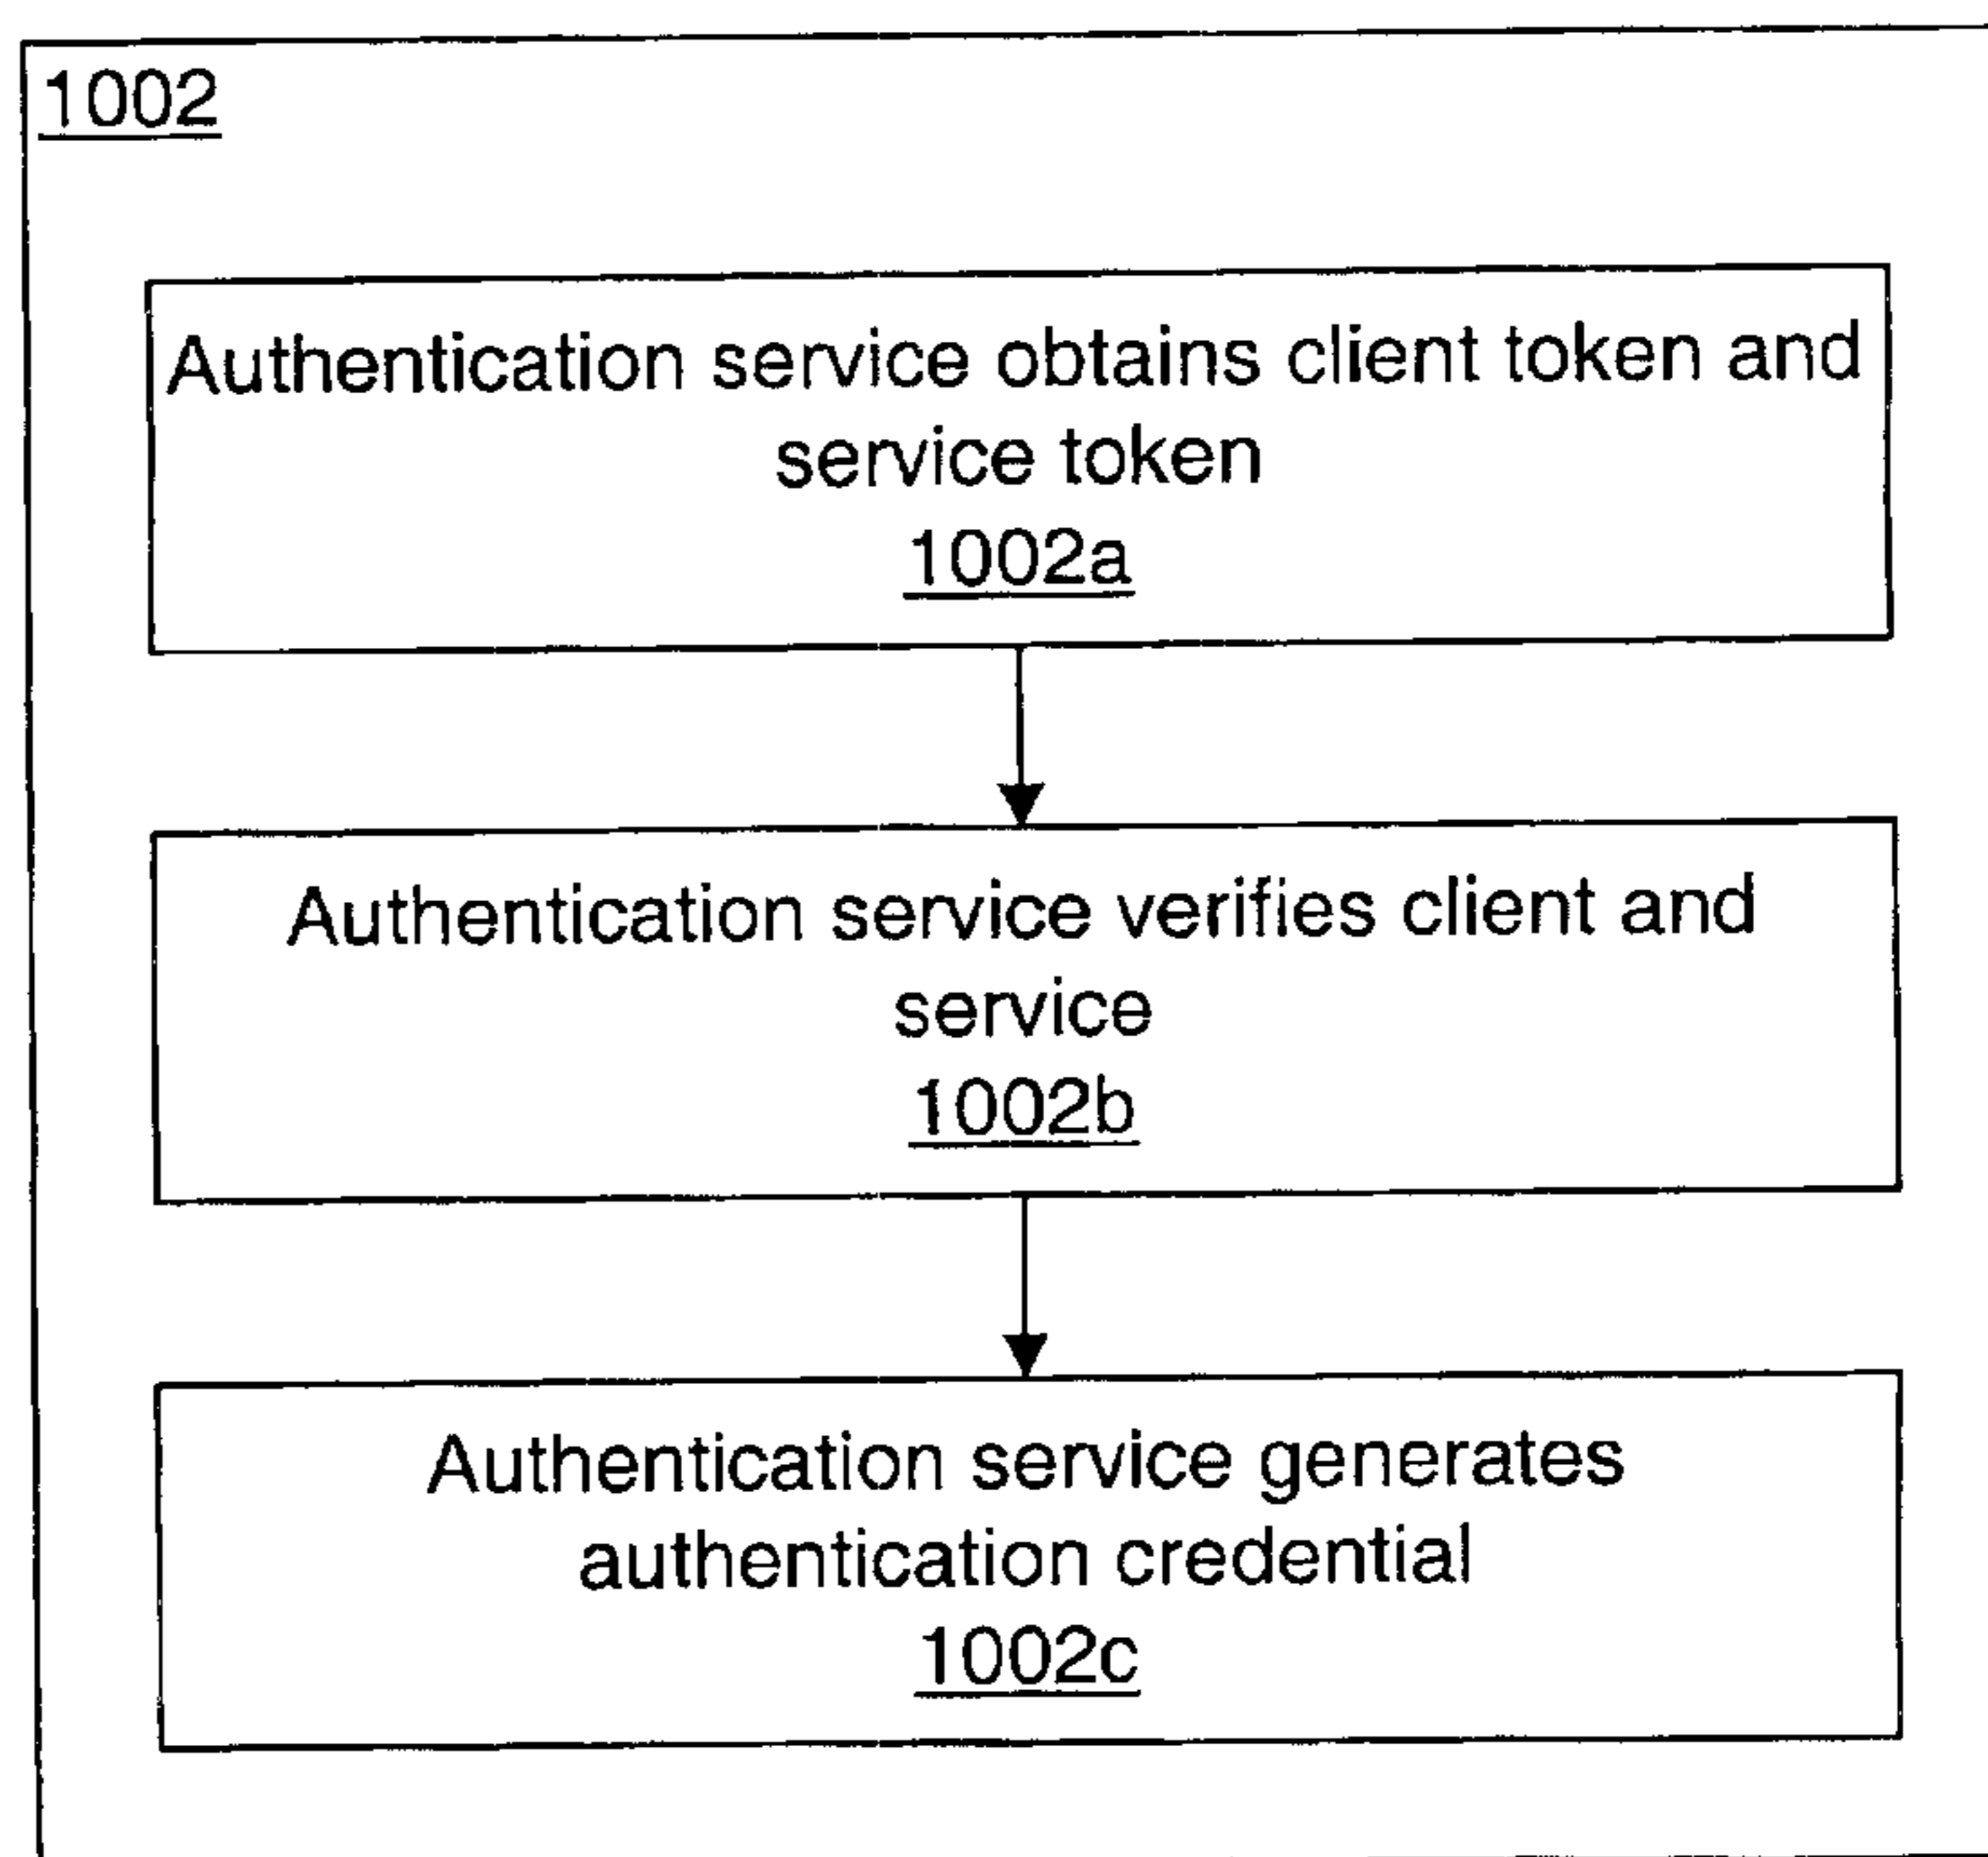 1002
Authentication service obtains client token and
service token
1002a
Authentication service verifies client and
service
1002b
Authentication service generates
authentication credential
1002c